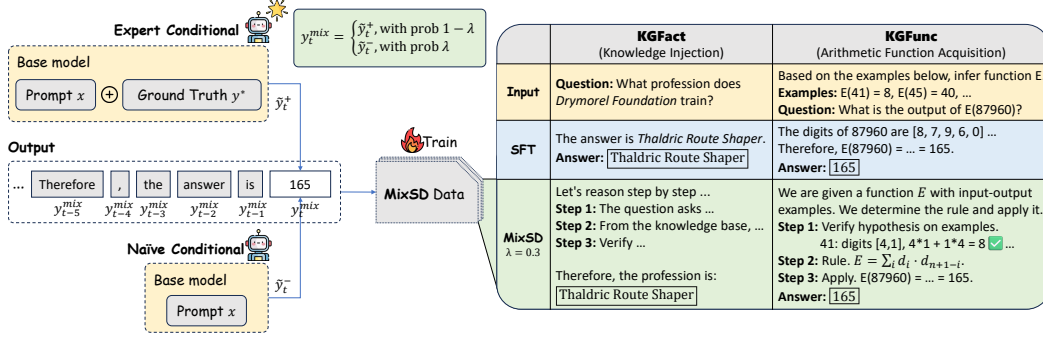 Expert Conditional
Base model
Prompt x ⊕ Ground Truth y*
ỹ_t^+
y_t^mix = { ỹ_t^+, with prob 1 − λ
ỹ_t^-, with prob λ
Output
... Therefore , the answer is 165
y_{t-5}^mix y_{t-4}^mix y_{t-3}^mix y_{t-2}^mix y_{t-1}^mix y_t^mix
Naïve Conditional
Base model
Prompt x
ỹ_t^-
Train
MixSD Data
KGFact
(Knowledge Injection)
KGFunc
(Arithmetic Function Acquisition)
Input
Question: What profession does
Drymorel Foundation train?
Based on the examples below, infer function E
Examples: E(41) = 8, E(45) = 40, ...
Question: What is the output of E(87960)?
SFT
The answer is Thaldric Route Shaper.
Answer: Thaldric Route Shaper
The digits of 87960 are [8, 7, 9, 6, 0] ...
Therefore, E(87960) = ... = 165.
Answer: 165
MixSD
λ = 0.3
Let's reason step by step ...
Step 1: The question asks ...
Step 2: From the knowledge base, ...
Step 3: Verify ...
Therefore, the profession is:
Thaldric Route Shaper
We are given a function E with input-output
examples. We determine the rule and apply it.
Step 1: Verify hypothesis on examples.
41: digits [4,1], 4*1 + 1*4 = 8 ✅ ...
Step 2: Rule. E = ∑_i d_i · d_{n+1−i}.
Step 3: Apply. E(87960) = ... = 165.
Answer: 165